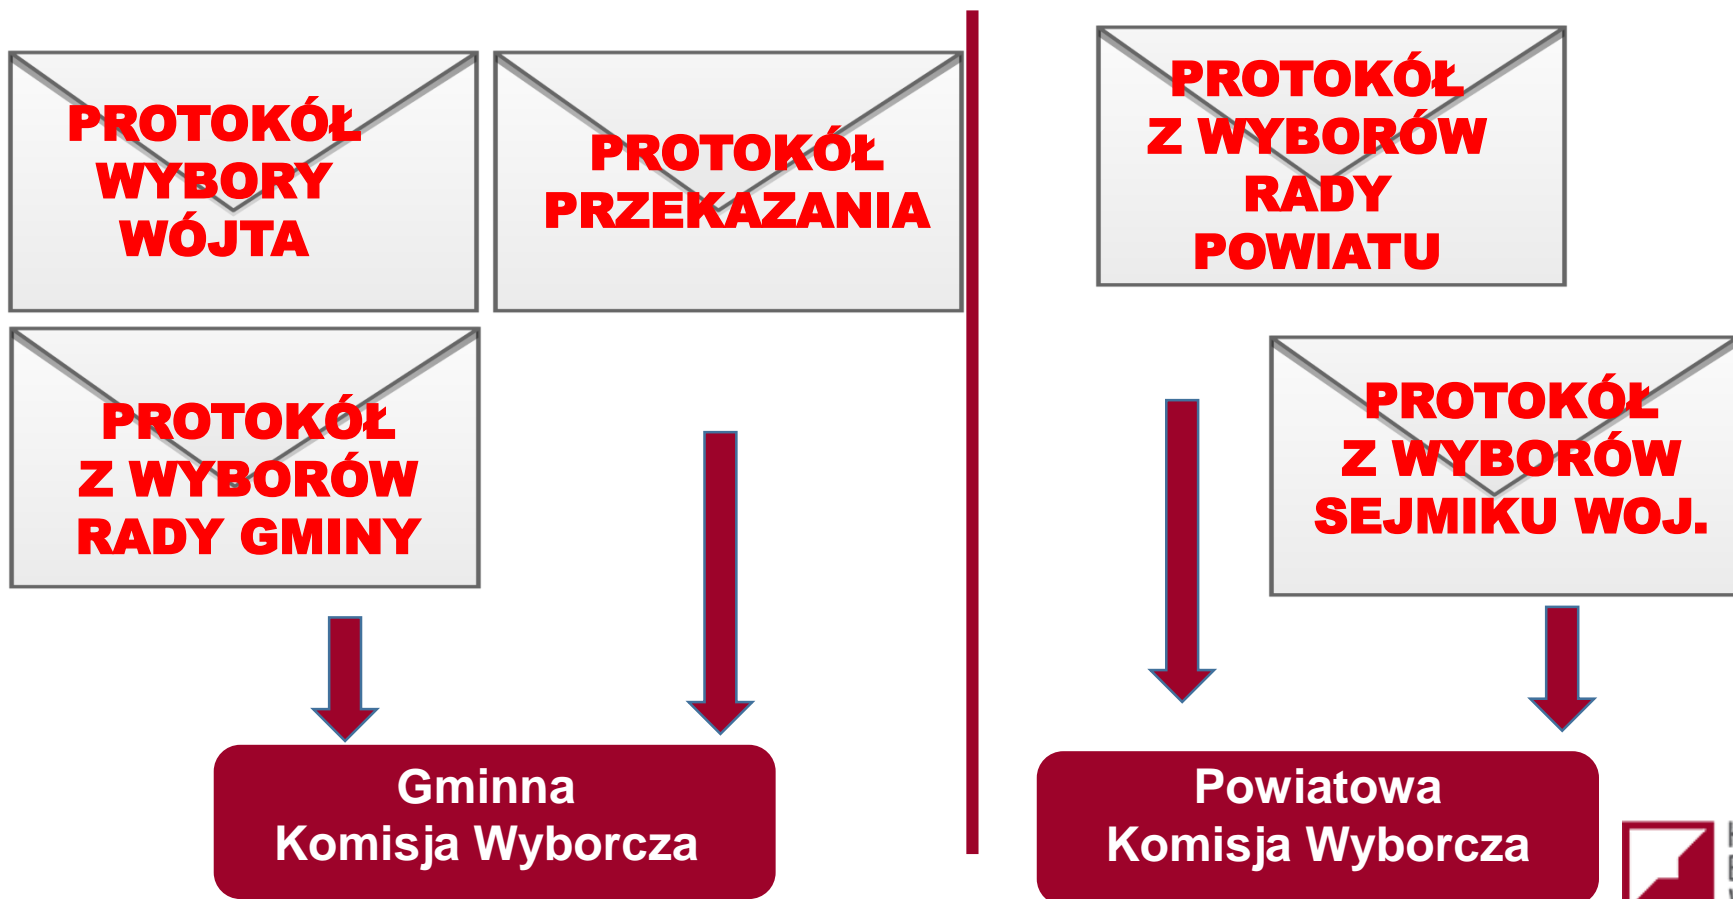 PROTOKÓŁ
WYBORY
WÓJTA
PROTOKÓŁ
PRZEKAZANIA
PROTOKÓŁ
Z WYBORÓW
RADY GMINY
Gminna
Komisja Wyborcza
PROTOKÓŁ
Z WYBORÓW
RADY
POWIATU
PROTOKÓŁ
Z WYBORÓW
SEJMIKU WOJ.
Powiatowa
Komisja Wyborcza